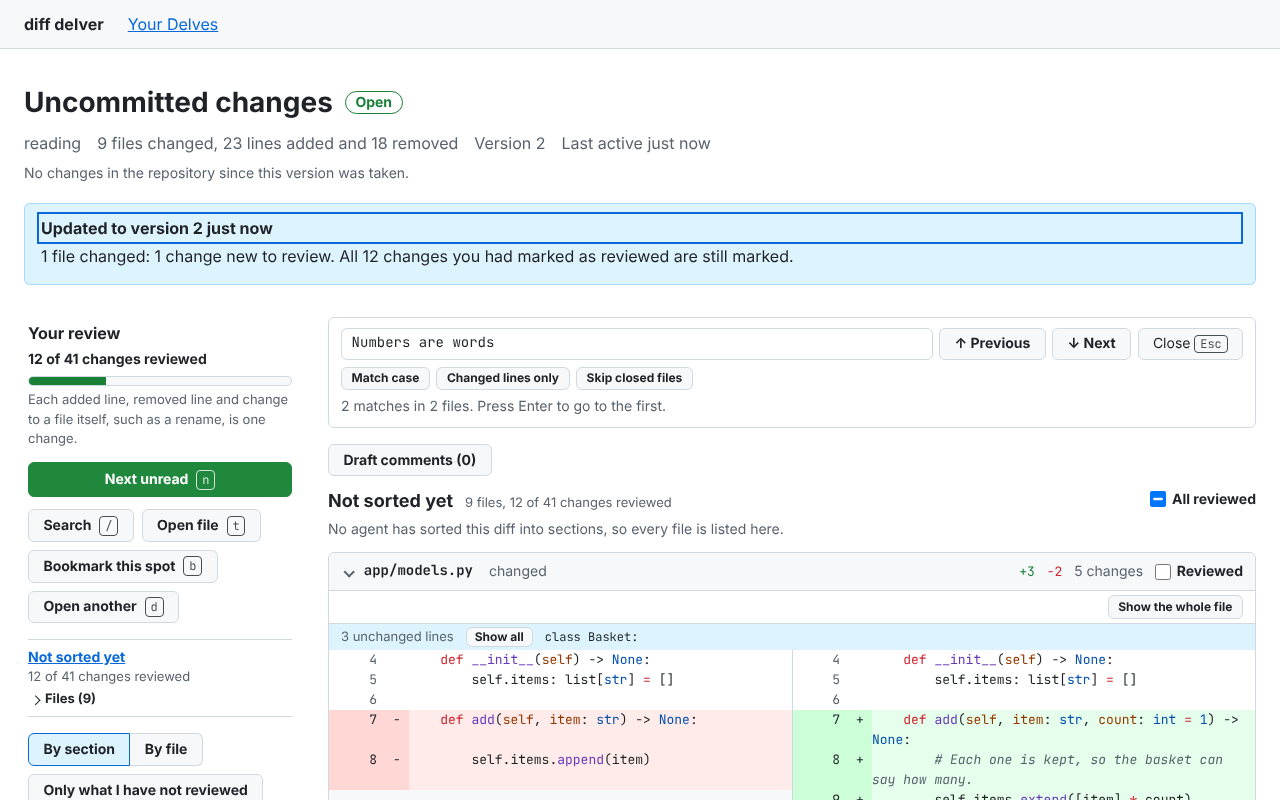 diff delver Your Delves
Uncommitted changes Open
reading 9 files changed, 23 lines added and 18 removed Version 2 Last active just now
No changes in the repository since this version was taken.
Updated to version 2 just now
1 file changed: 1 change new to review. All 12 changes you had marked as reviewed are still marked.
Your review
12 of 41 changes reviewed
Each added line, removed line and change
to a file itself, such as a rename, is one
change.
Next unread n
Search / Open file t
Bookmark this spot b
Open another d
Not sorted yet
12 of 41 changes reviewed
Files (9)
By section By file
Only what I have not reviewed
Numbers are words ↑ Previous ↓ Next Close Esc
Match case Changed lines only Skip closed files
2 matches in 2 files. Press Enter to go to the first.
Draft comments (0)
Not sorted yet 9 files, 12 of 41 changes reviewed All reviewed
No agent has sorted this diff into sections, so every file is listed here.
app/models.py changed +3 -2 5 changes Reviewed
Show the whole file
3 unchanged lines Show all class Basket:
4 def __init__(self) -> None: 4 def __init__(self) -> None:
5 self.items: list[str] = [] 5 self.items: list[str] = []
6 6
7 - def add(self, item: str) -> None: 7 + def add(self, item: str, count: int = 1) ->
None:
8 - self.items.append(item) 8 + # Each one is kept, so the basket can
say how many.
9 + self.items.extend([item] * count)